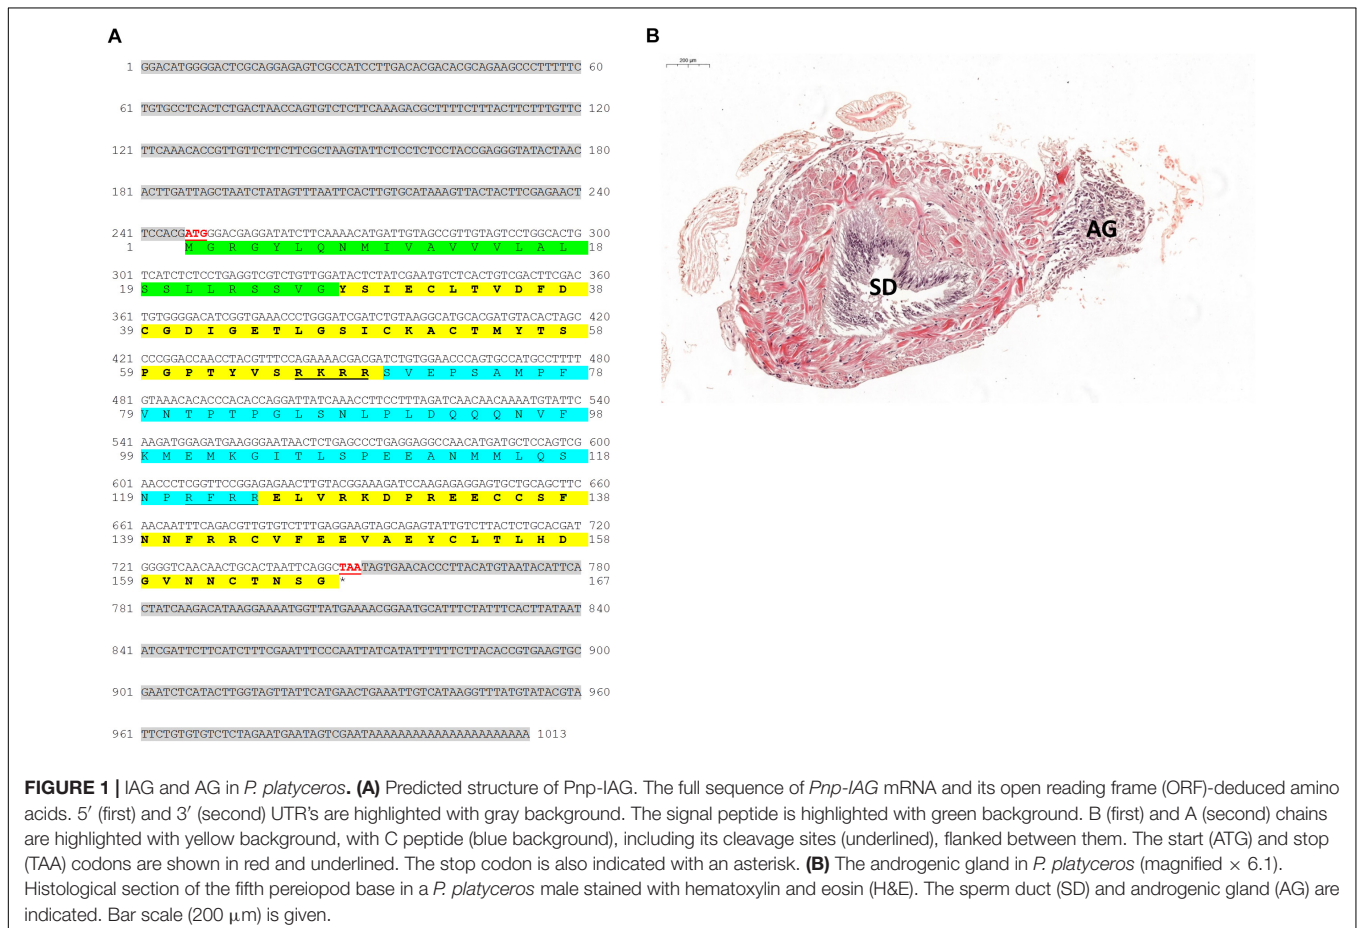 A
B
1 GGACATGGGGACTCGCAGGAGAGTCGCCATCCTTGACACGACACGCAGAAGCCCTTTTTC 60
61 TGTGCCTCACTCTGACTAACCAGTGTCTCTTCAAAGACGCTTTTCTTTACTTCTTTGTTC 120
121 TTCAAACACCGTTGTTCTTCTTCGCTAAGTATTCTCCTCTCCTACCGAGGGTATACTAAC 180
181 ACTTGATTAGCTAATCTATAGTTTAATTCACTTGTGCATAAAGTTACTACTTCGAGAACT 240
241 TCCACGATGGGACGAGGATATCTTCAAAACATGATTGTAGCCGTTGTAGTCCTGGCACTG 300
1 M G R G Y L Q N M I V A V V V L A L 18
301 TCATCTCTCCTGAGGTCGTCTGTTGGATACTCTATCGAATGTCTCACTGTCGACTTCGAC 360
19 S S L L R S S V G Y S I E C L T V D F D 38
361 TGTGGGGACATCGGTGAAACCCTGGGATCGATCTGTAAGGCATGCACGATGTACACTAGC 420
39 C G D I G E T L G S I C K A C T M Y T S 58
421 CCCGGACCAACCTACGTTTCCAGAAAACGACGATCTGTGGAACCCAGTGCCATGCCTTTT 480
59 P G P T Y V S R K R R S V E P S A M P F 78
481 GTAAACACACCCACACCAGGATTATCAAACCTTCCTTTAGATCAACAACAAAATGTATTC 540
79 V N T P T P G L S N L P L D Q Q Q N V F 98
541 AAGATGGAGATGAAGGGAATAACTCTGAGCCCTGAGGAGGCCAACATGATGCTCCAGTCG 600
99 K M E M K G I T L S P E E A N M M L Q S 118
601 AACCCTCGGTTCCGGAGAGAACTTGTACGGAAAGATCCAAGAGAGGAGTGCTGCAGCTTC 660
119 N P R F R R E L V R K D P R E E C C S F 138
661 AACAATTTCAGACGTTGTGTCTTTGAGGAAGTAGCAGAGTATTGTCTTACTCTGCACGAT 720
139 N N F R R C V F E E V A E Y C L T L H D 158
721 GGGGTCAACAACTGCACTAATTCAGGCTAATAGTGAACACCCTTACATGTAATACATTCA 780
159 G V N N C T N S G * 167
781 CTATCAAGACATAAGGAAAATGGTTATGAAAACGGAATGCATTTCTATTTCACTTATAAT 840
841 ATCGATTCTTCATCTTTCGAATTTCCCAATTATCATATTTTTTCTTACACCGTGAAGTGC 900
901 GAATCTCATACTTGGTAGTTATTCATGAACTGAAATTGTCATAAGGTTTATGTATACGTA 960
961 TTCTGTGTGTCTCTAGAATGAATAGTCGAATAAAAAAAAAAAAAAAAAAAAAA 1013
200 µm
SD
AG
FIGURE 1 | IAG and AG in P. platyceros. (A) Predicted structure of Pnp-IAG. The full sequence of Pnp-IAG mRNA and its open reading frame (ORF)-deduced amino
acids. 5′ (first) and 3′ (second) UTR's are highlighted with gray background. The signal peptide is highlighted with green background. B (first) and A (second) chains
are highlighted with yellow background, with C peptide (blue background), including its cleavage sites (underlined), flanked between them. The start (ATG) and stop
(TAA) codons are shown in red and underlined. The stop codon is also indicated with an asterisk. (B) The androgenic gland in P. platyceros (magnified × 6.1).
Histological section of the fifth pereiopod base in a P. platyceros male stained with hematoxylin and eosin (H&E). The sperm duct (SD) and androgenic gland (AG) are
indicated. Bar scale (200 µm) is given.